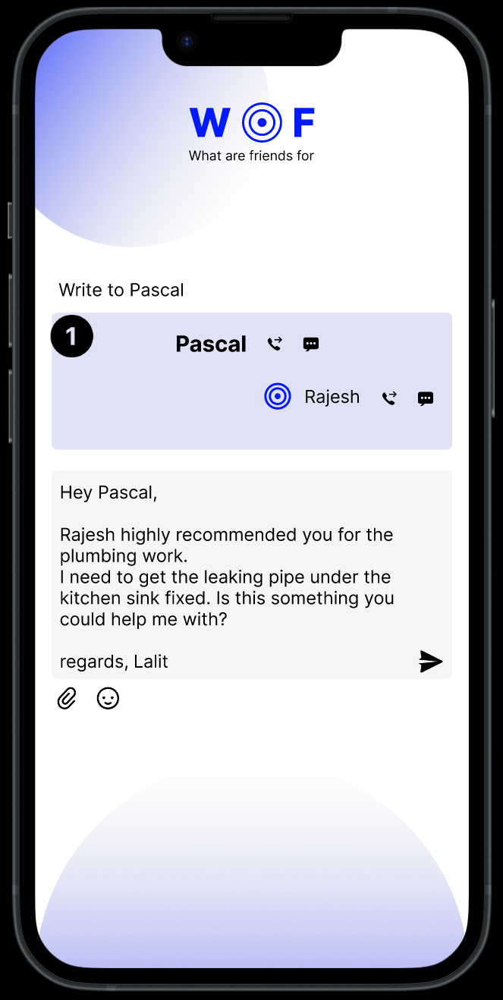 W F
What are friends for
Write to Pascal
1
Pascal
Rajesh
Hey Pascal,
Rajesh highly recommended you for the
plumbing work.
I need to get the leaking pipe under the
kitchen sink fixed. Is this something you
could help me with?
regards, Lalit